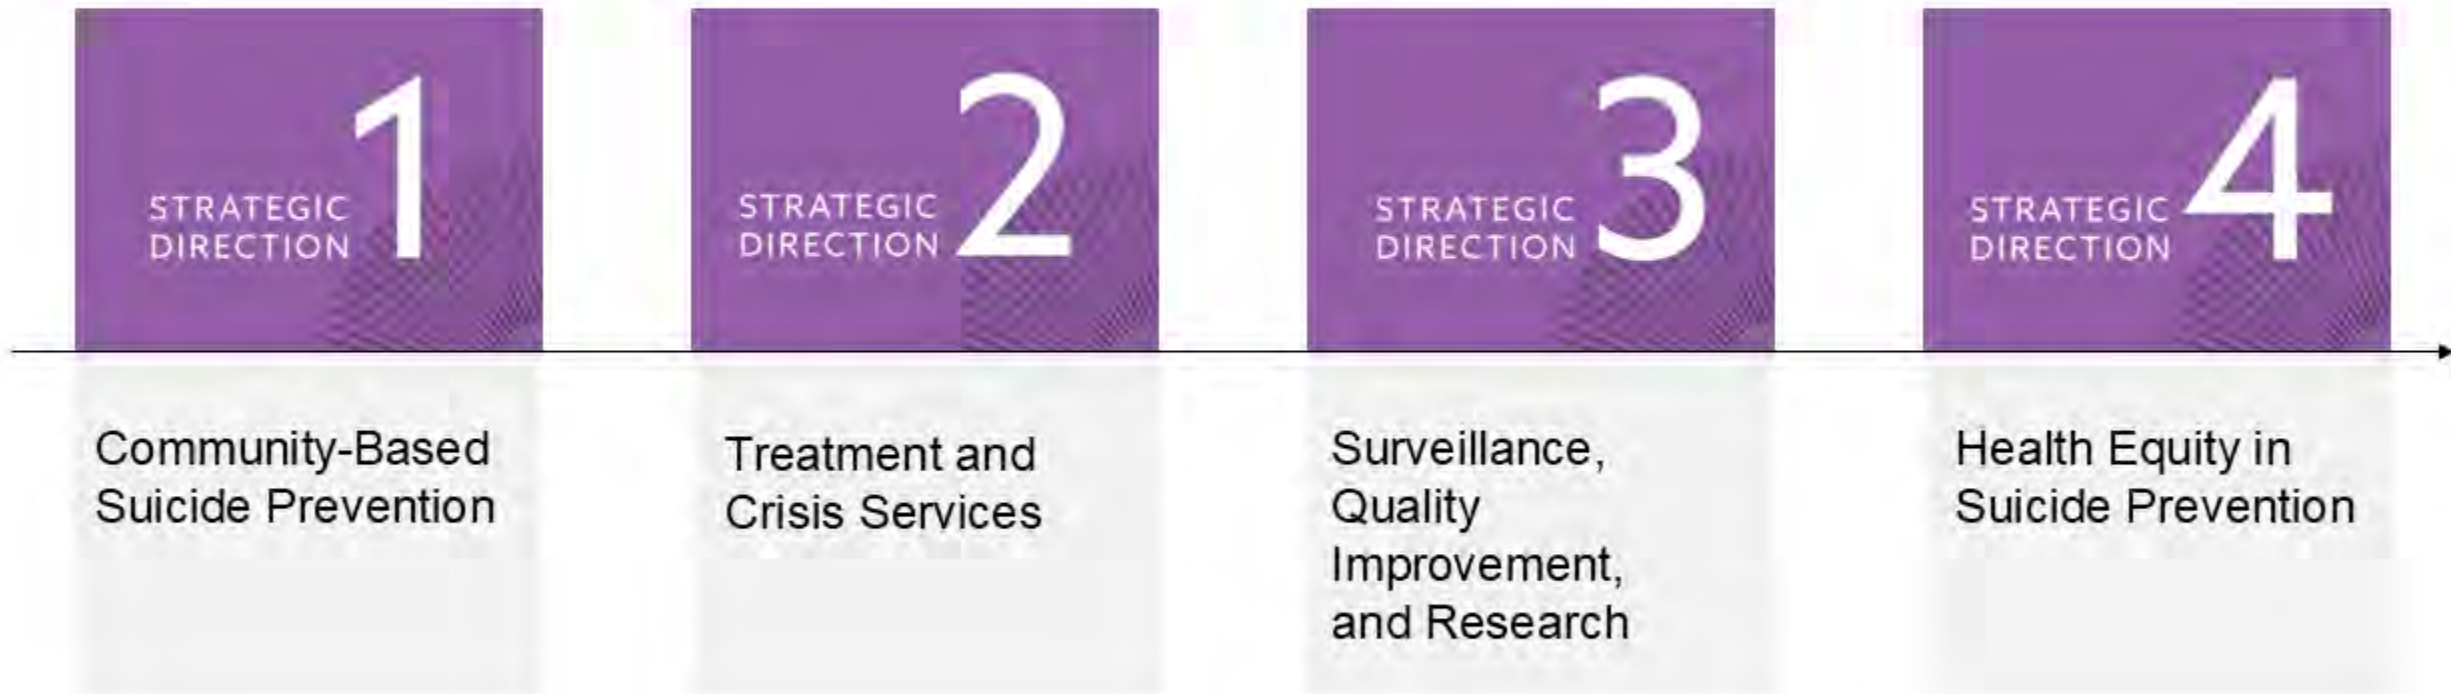 STRATEGIC
DIRECTION 1
Community-Based
Suicide Prevention
STRATEGIC
DIRECTION 2
Treatment and
Crisis Services
STRATEGIC
DIRECTION 3
Surveillance,
Quality
Improvement,
and Research
STRATEGIC
DIRECTION 4
Health Equity in
Suicide Prevention